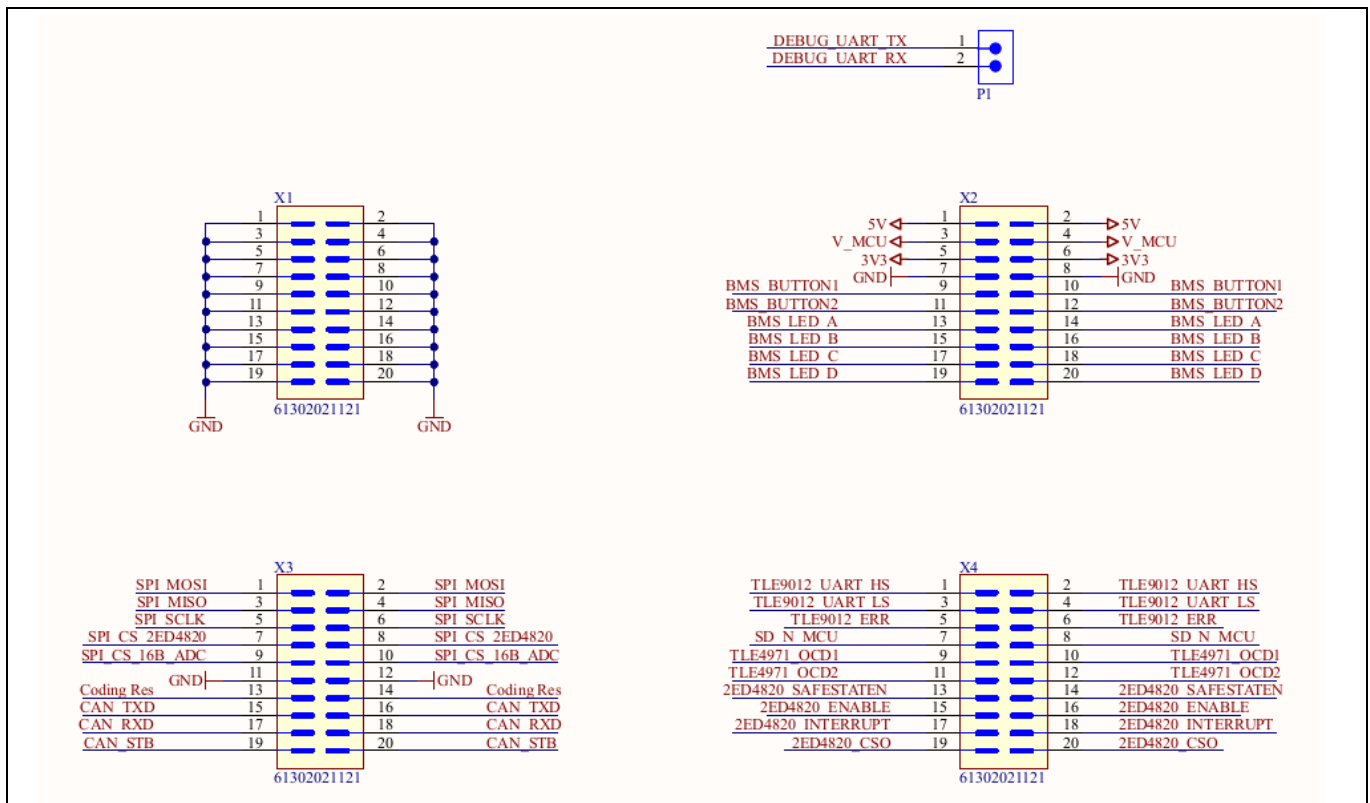 DEBUG_UART_TX 1
DEBUG_UART_RX 2
P1
X1
1 2
3 4
5 6
7 8
9 10
11 12
13 14
15 16
17 18
19 20
61302021121
GND GND
X2
5V 1 2 5V
V_MCU 3 4 V_MCU
3V3 5 6 3V3
GND 7 8 GND
BMS_BUTTON1 9 10 BMS_BUTTON1
BMS_BUTTON2 11 12 BMS_BUTTON2
BMS_LED_A 13 14 BMS_LED_A
BMS_LED_B 15 16 BMS_LED_B
BMS_LED_C 17 18 BMS_LED_C
BMS_LED_D 19 20 BMS_LED_D
61302021121
X3
SPI_MOSI 1 2 SPI_MOSI
SPI_MISO 3 4 SPI_MISO
SPI_SCLK 5 6 SPI_SCLK
SPI_CS_2ED4820 7 8 SPI_CS_2ED4820
SPI_CS_16B_ADC 9 10 SPI_CS_16B_ADC
GND 11 12 GND
Coding Res 13 14 Coding Res
CAN_TXD 15 16 CAN_TXD
CAN_RXD 17 18 CAN_RXD
CAN_STB 19 20 CAN_STB
61302021121
X4
TLE9012_UART_HS 1 2 TLE9012_UART_HS
TLE9012_UART_LS 3 4 TLE9012_UART_LS
TLE9012_ERR 5 6 TLE9012_ERR
SD_N_MCU 7 8 SD_N_MCU
TLE4971_OCD1 9 10 TLE4971_OCD1
TLE4971_OCD2 11 12 TLE4971_OCD2
2ED4820_SAFESTATEN 13 14 2ED4820_SAFESTATEN
2ED4820_ENABLE 15 16 2ED4820_ENABLE
2ED4820_INTERRUPT 17 18 2ED4820_INTERRUPT
2ED4820_CSO 19 20 2ED4820_CSO
61302021121